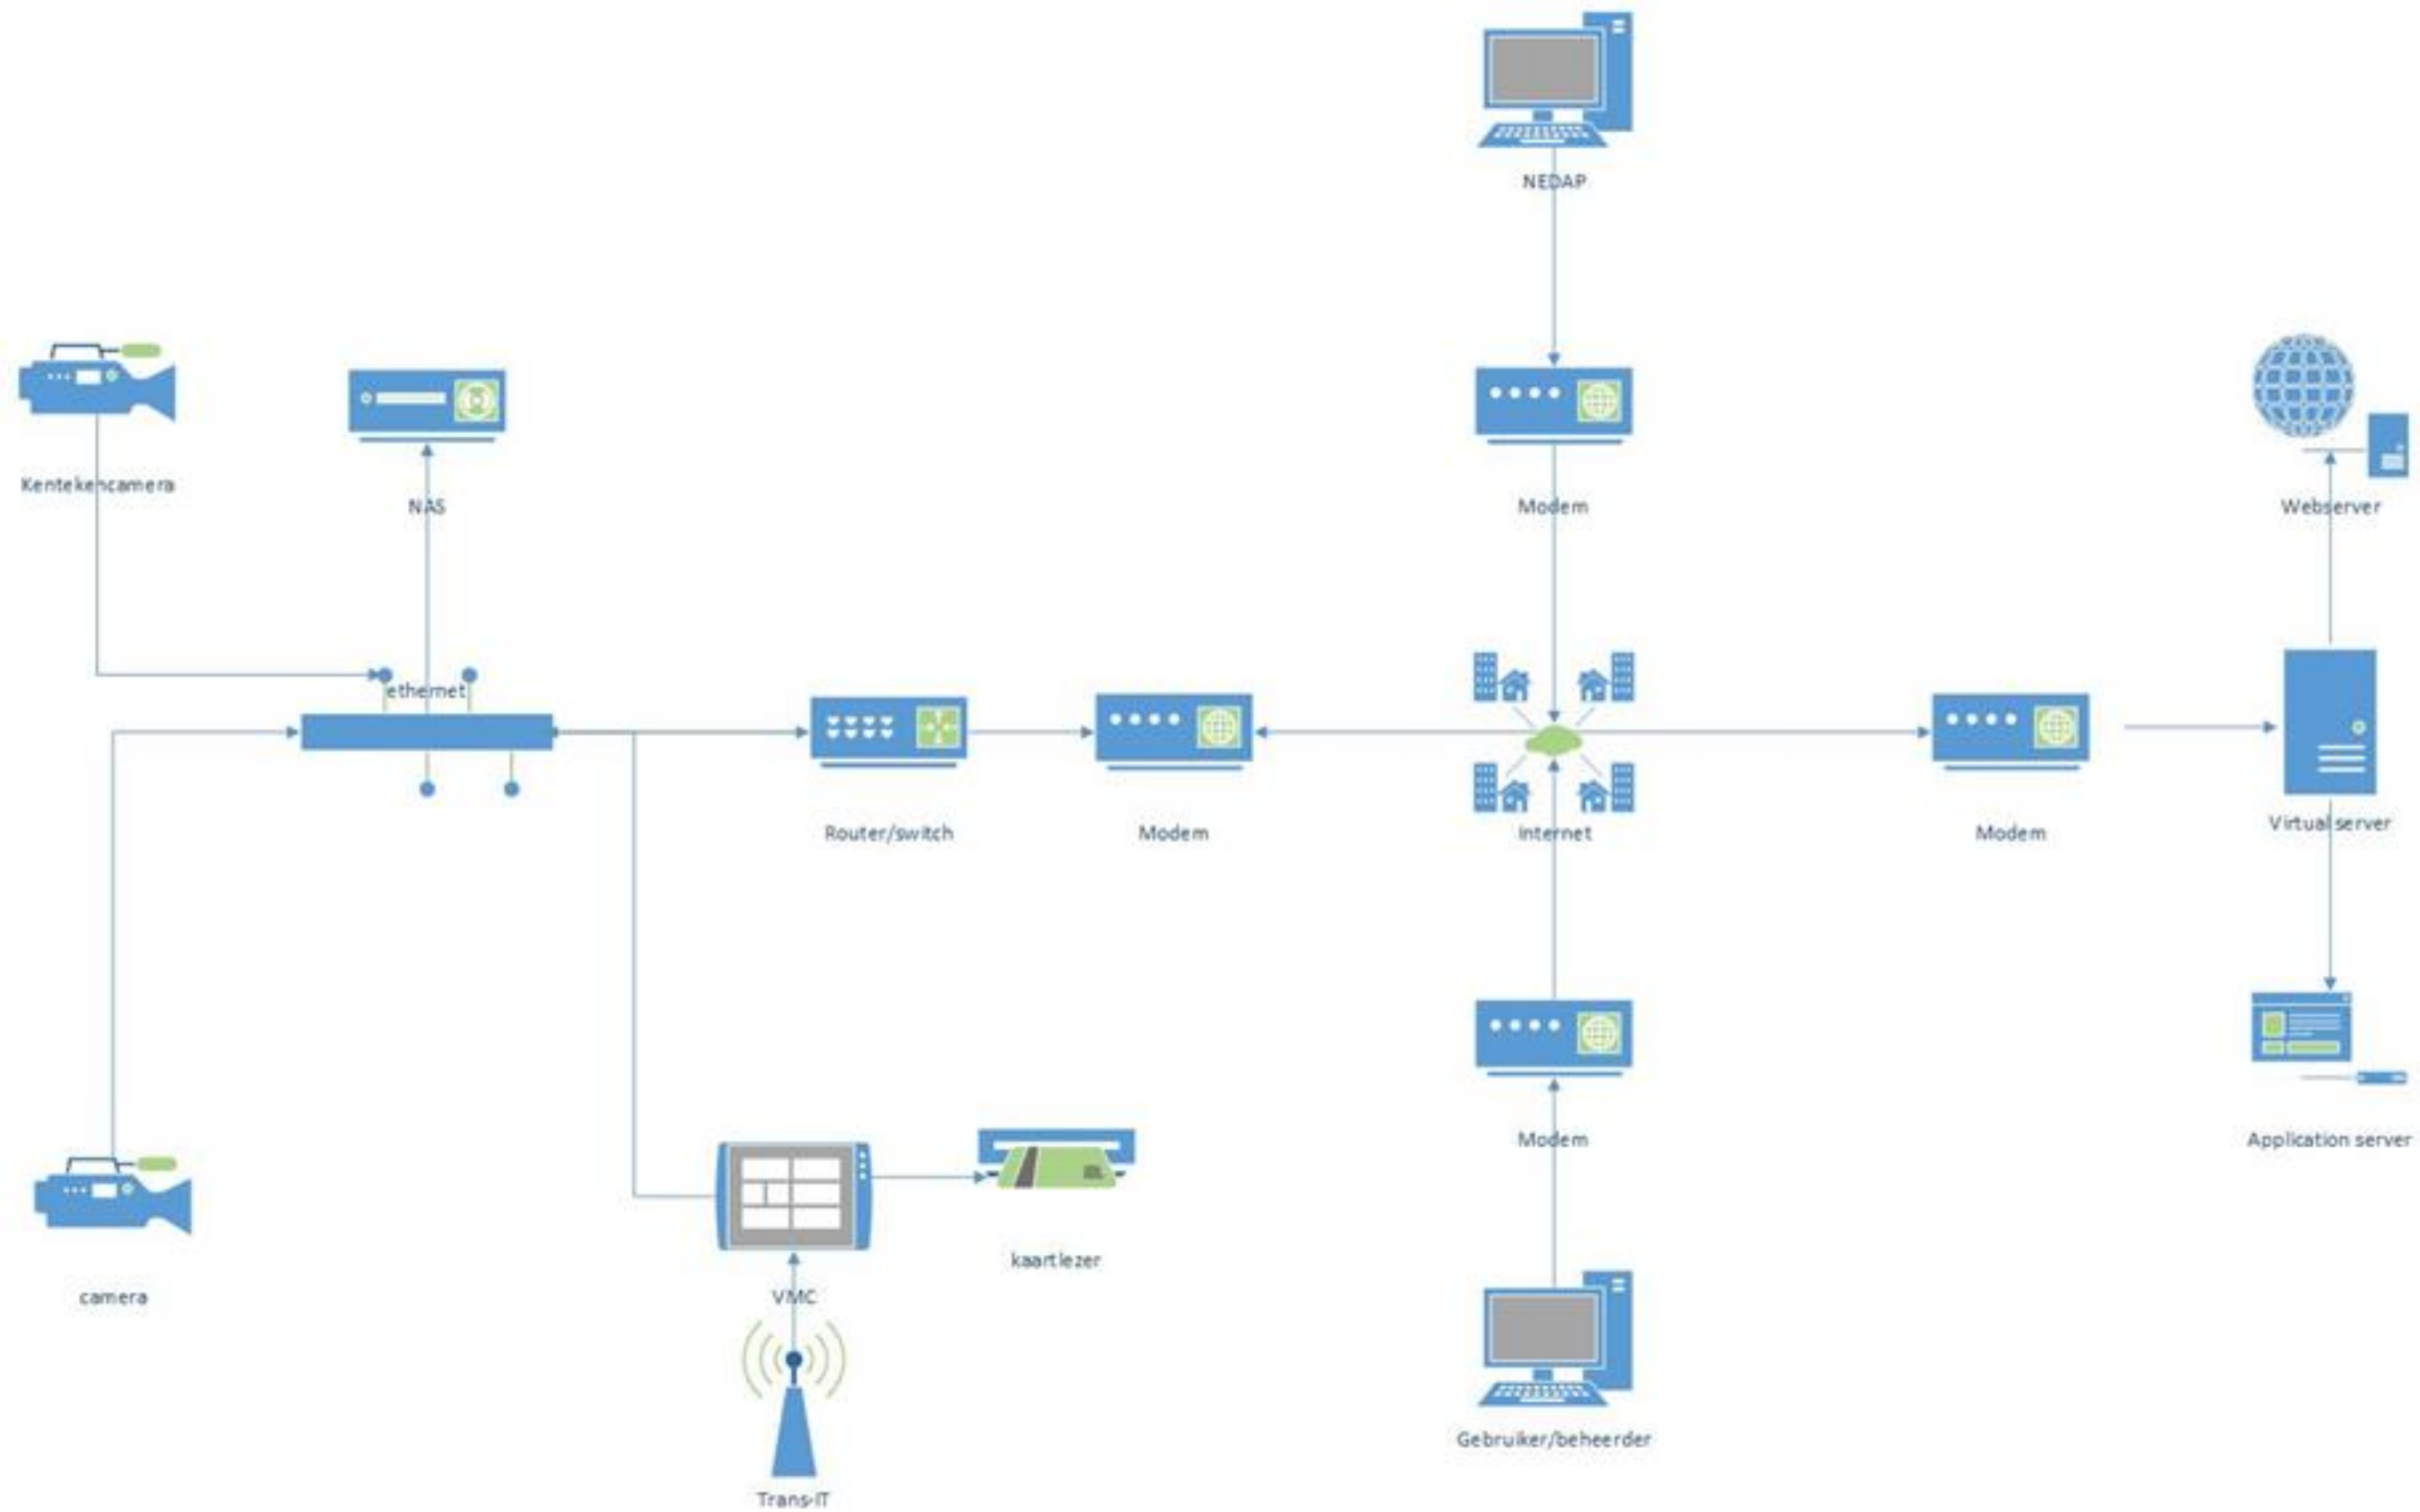 NEDAP
Kentekencamera
NAS
Modem
Webserver
ethernet
Router/switch
Modem
Internet
Modem
Virtual server
Modem
Application server
kaartlezer
camera
VMC
Gebruiker/beheerder
Trans-IT